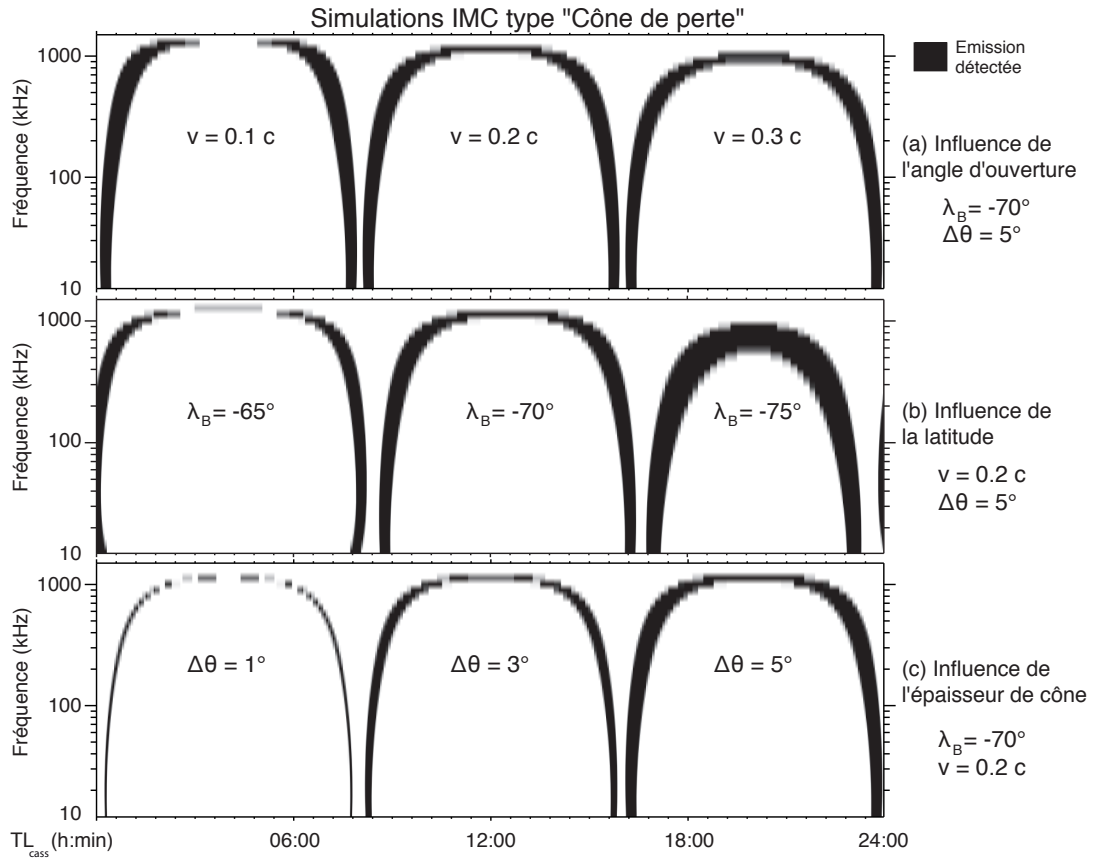 Simulations IMC type "Cône de perte"
Fréquence (kHz)
1000
100
10
v = 0.1 c
v = 0.2 c
v = 0.3 c
Emission
détectée
(a) Influence de
l'angle d'ouverture
λB= -70°
Δθ = 5°
Fréquence (kHz)
1000
100
10
λB= -65°
λB= -70°
λB= -75°
(b) Influence de
la latitude
v = 0.2 c
Δθ = 5°
Fréquence (kHz)
1000
100
10
Δθ = 1°
Δθ = 3°
Δθ = 5°
(c) Influence de
l'épaisseur de cône
λB= -70°
v = 0.2 c
TLcass (h:min)
06:00
12:00
18:00
24:00